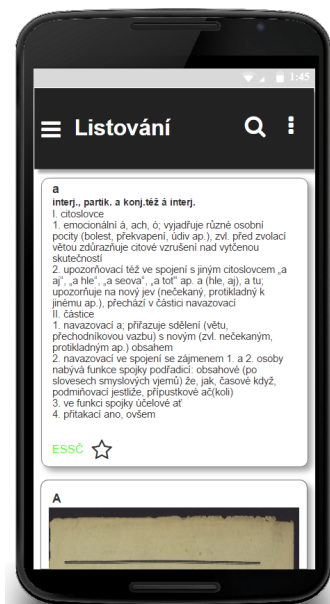 1:45
Listování
a
interj., partik. a konj.též á interj.
I. citoslovce
1. emocionální á, ach, ó; vyjadřuje různé osobní
pocity (bolest, překvapení, údiv ap.), zvl. před zvolací
větou zdůrazňuje citové vzrušení nad vytčenou
skutečností
2. upozorňovací též ve spojení s jiným citoslovcem „a
aj“, „a hle“, „a seova“, „a toť" ap. a (hle, aj), a tu;
upozorňuje na nový jev (nečekaný, protikladný k
jinému ap.), přechází v částici navazovací
II. částice
1. navazovací a; přiřazuje sdělení (větu,
přechodníkovou vazbu) s novým (zvl. nečekaným,
protikladným ap.) obsahem
2. navazovací ve spojení se zájmenem 1. a 2. osoby
nabývá funkce spojky podřadicí: obsahové (po
slovesech smyslových vjemů) že, jak, časové když,
podmiňovací jestliže, přípustkové ač(koli)
3. ve funkci spojky účelové ať
4. přitakací ano, ovšem
ESSČ
A